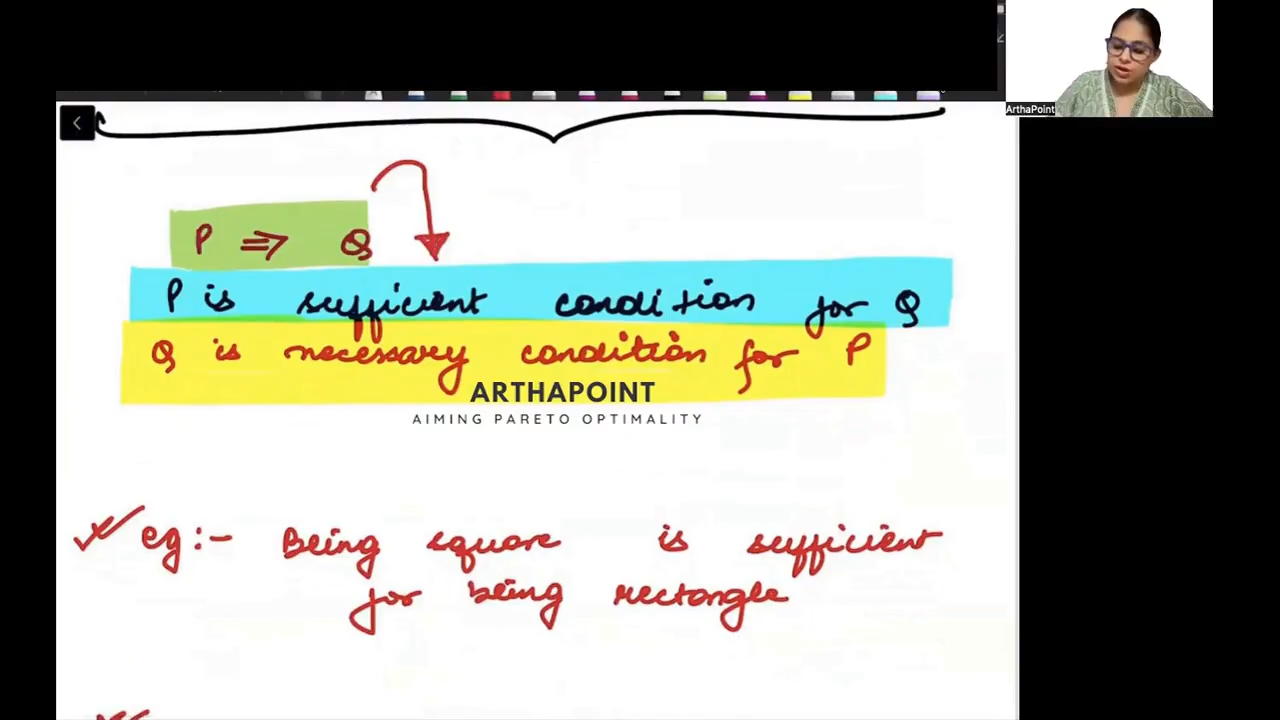 ArthaPoint
P ⇒ Q
P is sufficient condition for Q
Q is necessary condition for P
ARTHAPOINT
AIMING PARETO OPTIMALITY
eg:- Being square is sufficient
for being rectangle